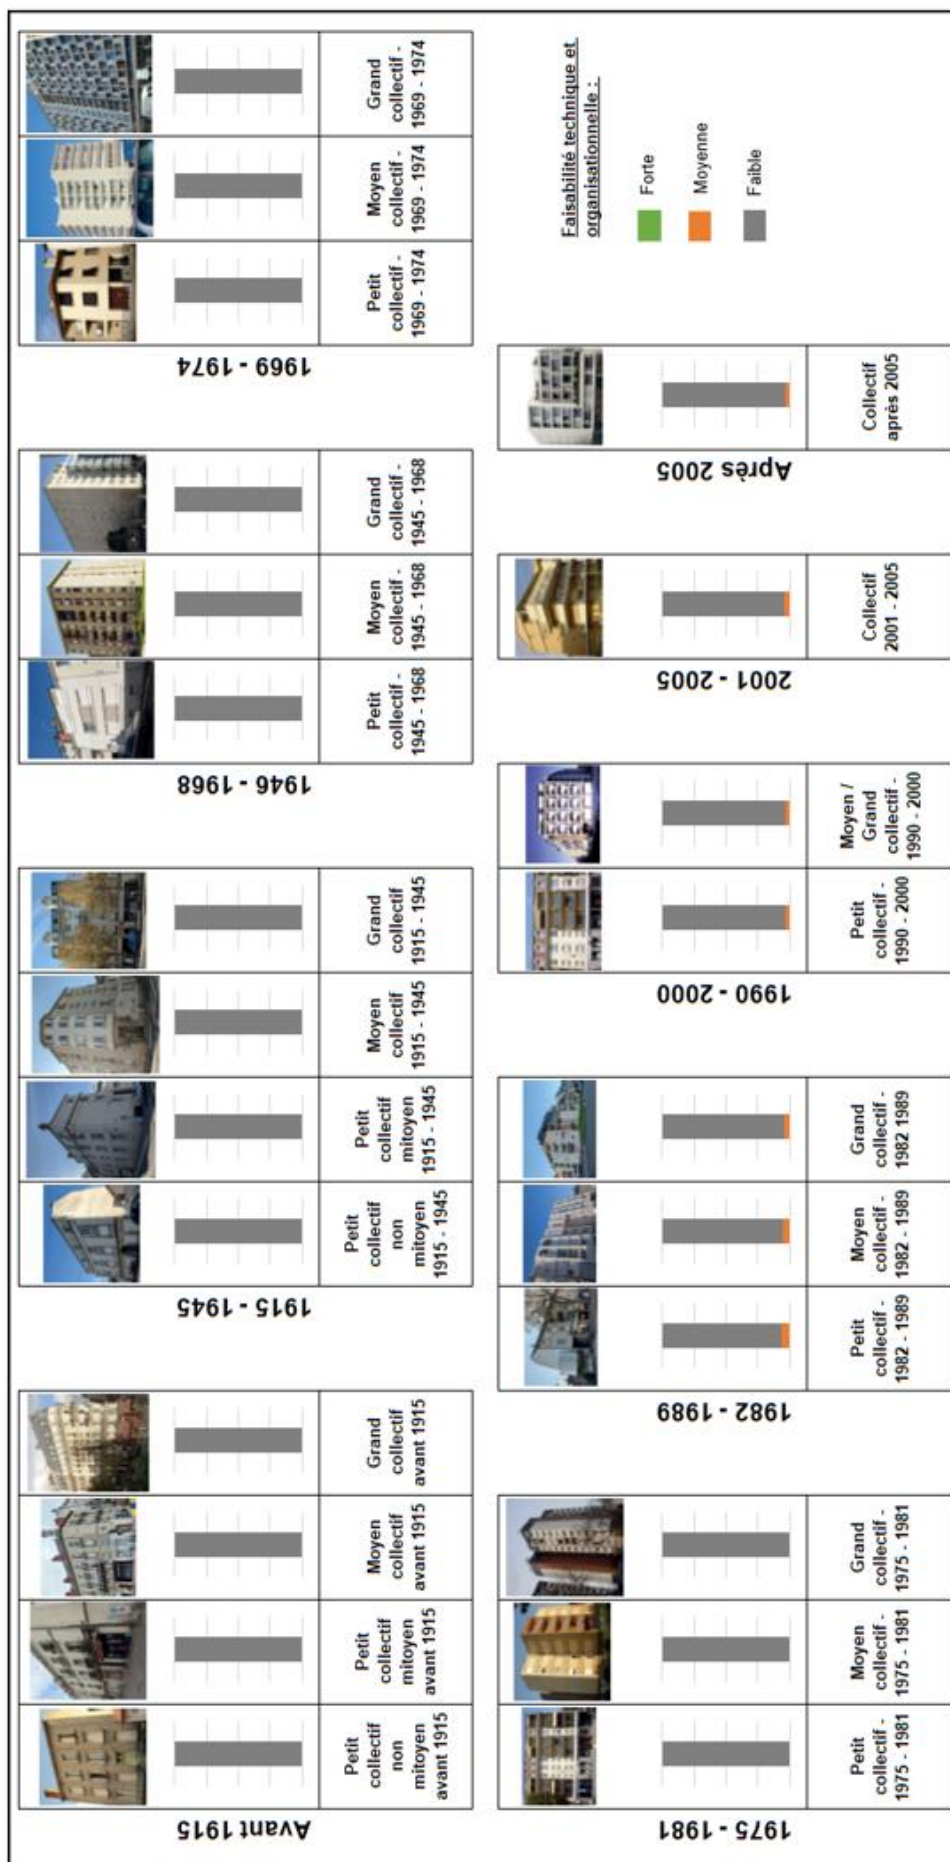 Avant 1915
Petit
collectif
non
mitoyen
avant 1915
Petit
collectif
mitoyen
avant 1915
Moyen
collectif
avant 1915
Grand
collectif
avant 1915
1915 - 1945
Petit
collectif
non
mitoyen
1915 - 1945
Petit
collectif
mitoyen
1915 - 1945
Moyen
collectif
1915 - 1945
Grand
collectif
1915 - 1945
1946 - 1968
Petit
collectif -
1945 - 1968
Moyen
collectif -
1945 - 1968
Grand
collectif -
1945 - 1968
1969 - 1974
Petit
collectif -
1969 - 1974
Moyen
collectif -
1969 - 1974
Grand
collectif -
1969 - 1974
1975 - 1981
Petit
collectif -
1975 - 1981
Moyen
collectif -
1975 - 1981
Grand
collectif -
1975 - 1981
1982 - 1989
Petit
collectif -
1982 - 1989
Moyen
collectif -
1982 - 1989
Grand
collectif -
1982 1989
1990 - 2000
Petit
collectif -
1990 - 2000
Moyen /
Grand
collectif -
1990 - 2000
2001 - 2005
Collectif
2001 - 2005
Après 2005
Collectif
après 2005
Faisabilité technique et
organisationnelle :
Forte
Moyenne
Faible